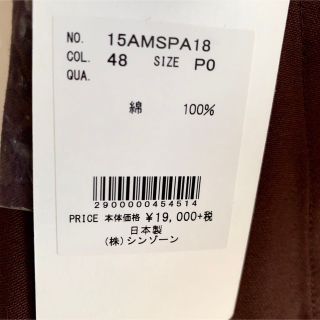 NO. 15AMSPA18
COL. 48 SIZE P0
QUA.
綿 100%
2900000454514
PRICE 本体価格 ¥19,000+税
日本製
(株)シンゾーン